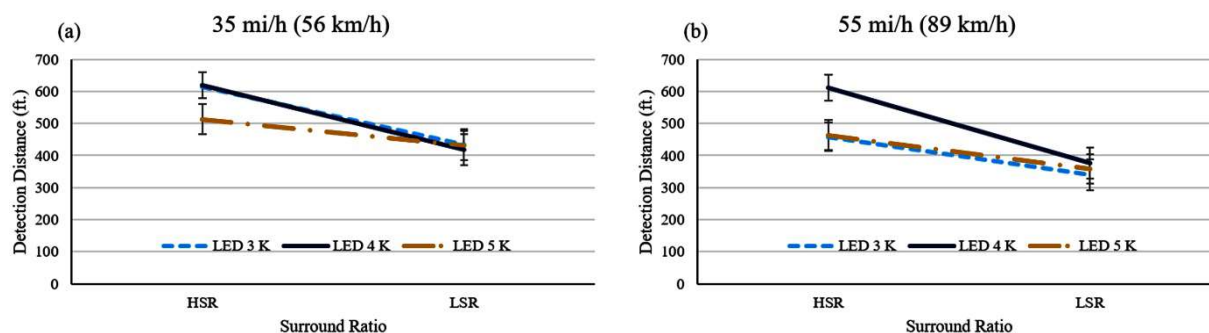 (a)
35 mi/h (56 km/h)
Detection Distance (ft.)
700
600
500
400
300
200
100
0
LED 3 K LED 4 K LED 5 K
HSR LSR
Surround Ratio
(b)
55 mi/h (89 km/h)
Detection Distance (ft.)
700
600
500
400
300
200
100
0
LED 3 K LED 4 K LED 5 K
HSR LSR
Surround Ratio